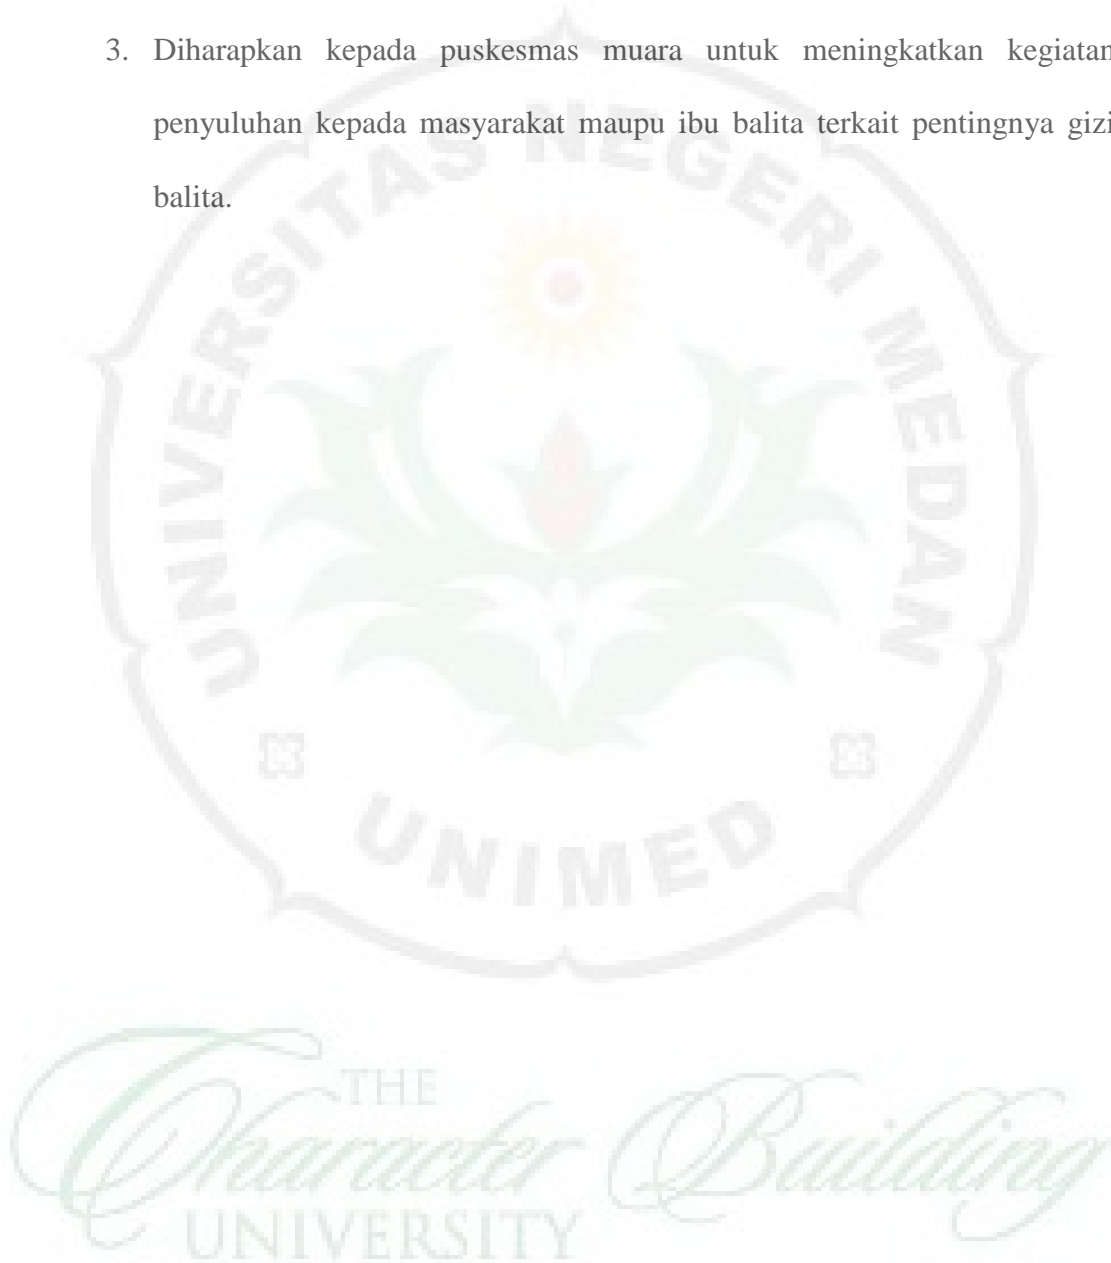 3. Diharapkan kepada puskesmas muara untuk meningkatkan kegiatan
penyuluhan kepada masyarakat maupu ibu balita terkait pentingnya gizi
balita.
UNIVERSITAS NEGERI MEDAN
UNIMED
THE
Character Building
UNIVERSITY